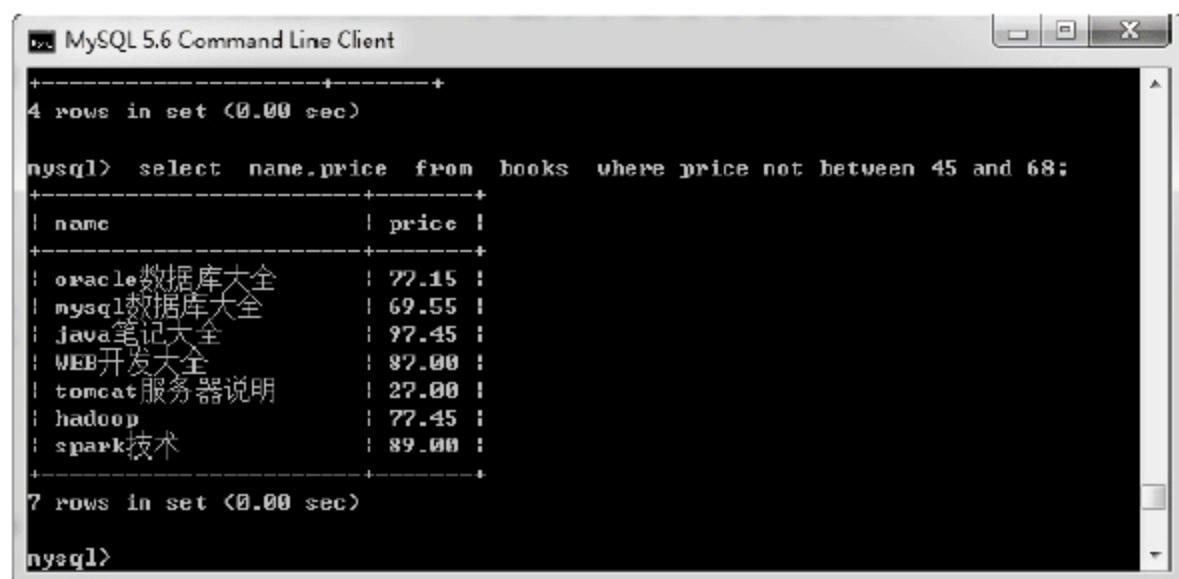 MySQL 5.6 Command Line Client
+---------------------+-------+
4 rows in set (0.00 sec)
mysql>  select  name,price  from  books  where price not between 45 and 68;
+------------------------+-------+
| name | price |
+------------------------+-------+
| oracle数据库大全 | 77.15 |
| mysql数据库大全 | 69.55 |
| java笔记大全 | 97.45 |
| WEB开发大全 | 87.00 |
| tomcat服务器说明 | 27.00 |
| hadoop | 77.45 |
| spark技术 | 89.00 |
+------------------------+-------+
7 rows in set (0.00 sec)
mysql>